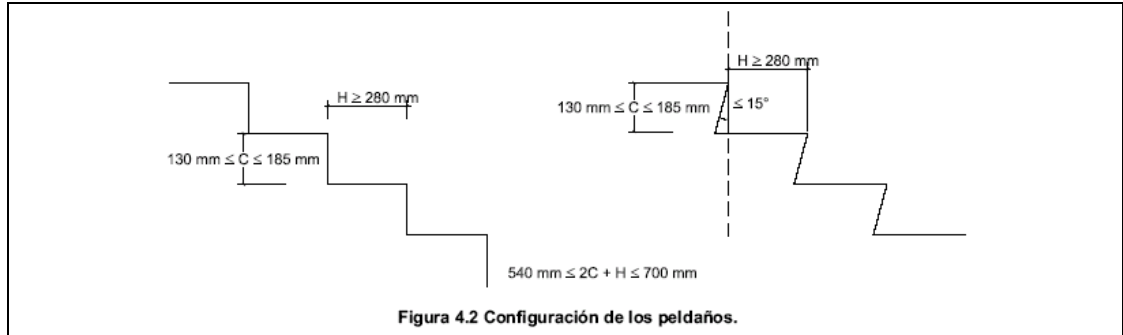 H ≥ 280 mm
130 mm ≤ C ≤ 185 mm
H ≥ 280 mm
130 mm ≤ C ≤ 185 mm
≤ 15°
540 mm ≤ 2C + H ≤ 700 mm
Figura 4.2 Configuración de los peldaños.